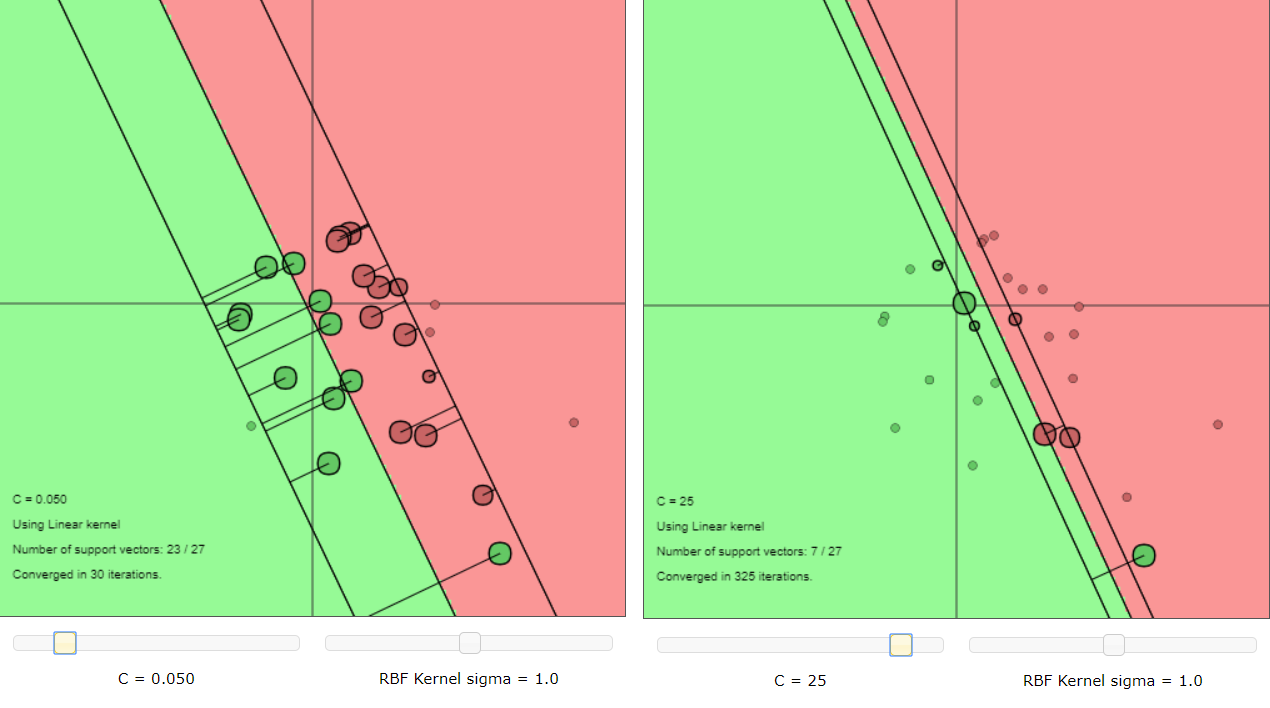 C = 0.050
Using Linear kernel
Number of support vectors: 23 / 27
Converged in 30 iterations.
C = 0.050
RBF Kernel sigma = 1.0
C = 25
Using Linear kernel
Number of support vectors: 7 / 27
Converged in 325 iterations.
C = 25
RBF Kernel sigma = 1.0